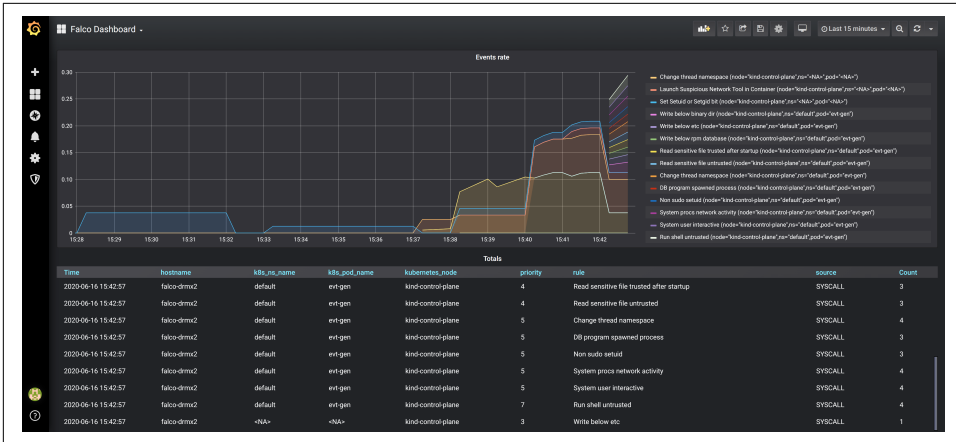 Falco Dashboard
Last 15 minutes
Events rate
0.30
0.25
0.20
0.15
0.10
0.05
0
15:28 15:29 15:30 15:31 15:32 15:33 15:34 15:35 15:36 15:37 15:38 15:39 15:40 15:41 15:42
Change thread namespace (node="kind-control-plane",ns="<NA>",pod="<NA>")
Launch Suspicious Network Tool in Container (node="kind-control-plane",ns="<NA>",pod="<NA>")
Set Setuid or Setgid bit (node="kind-control-plane",ns="<NA>",pod="<NA>")
Write below binary dir (node="kind-control-plane",ns="default",pod="evt-gen")
Write below etc (node="kind-control-plane",ns="default",pod="evt-gen")
Write below rpm database (node="kind-control-plane",ns="default",pod="evt-gen")
Read sensitive file trusted after startup (node="kind-control-plane",ns="default",pod="evt-gen")
Read sensitive file untrusted (node="kind-control-plane",ns="default",pod="evt-gen")
Change thread namespace (node="kind-control-plane",ns="default",pod="evt-gen")
DB program spawned process (node="kind-control-plane",ns="default",pod="evt-gen")
Non sudo setuid (node="kind-control-plane",ns="default",pod="evt-gen")
System procs network activity (node="kind-control-plane",ns="default",pod="evt-gen")
System user interactive (node="kind-control-plane",ns="default",pod="evt-gen")
Run shell untrusted (node="kind-control-plane",ns="default",pod="evt-gen")
Totals
Time hostname k8s_ns_name k8s_pod_name kubernetes_node priority rule source Count
2020-06-16 15:42:57 falco-drmx2 default evt-gen kind-control-plane 4 Read sensitive file trusted after startup SYSCALL 3
2020-06-16 15:42:57 falco-drmx2 default evt-gen kind-control-plane 4 Read sensitive file untrusted SYSCALL 3
2020-06-16 15:42:57 falco-drmx2 default evt-gen kind-control-plane 5 Change thread namespace SYSCALL 4
2020-06-16 15:42:57 falco-drmx2 default evt-gen kind-control-plane 5 DB program spawned process SYSCALL 3
2020-06-16 15:42:57 falco-drmx2 default evt-gen kind-control-plane 5 Non sudo setuid SYSCALL 3
2020-06-16 15:42:57 falco-drmx2 default evt-gen kind-control-plane 5 System procs network activity SYSCALL 4
2020-06-16 15:42:57 falco-drmx2 default evt-gen kind-control-plane 5 System user interactive SYSCALL 4
2020-06-16 15:42:57 falco-drmx2 default evt-gen kind-control-plane 7 Run shell untrusted SYSCALL 4
2020-06-16 15:42:57 falco-drmx2 <NA> <NA> kind-control-plane 3 Write below etc SYSCALL 1